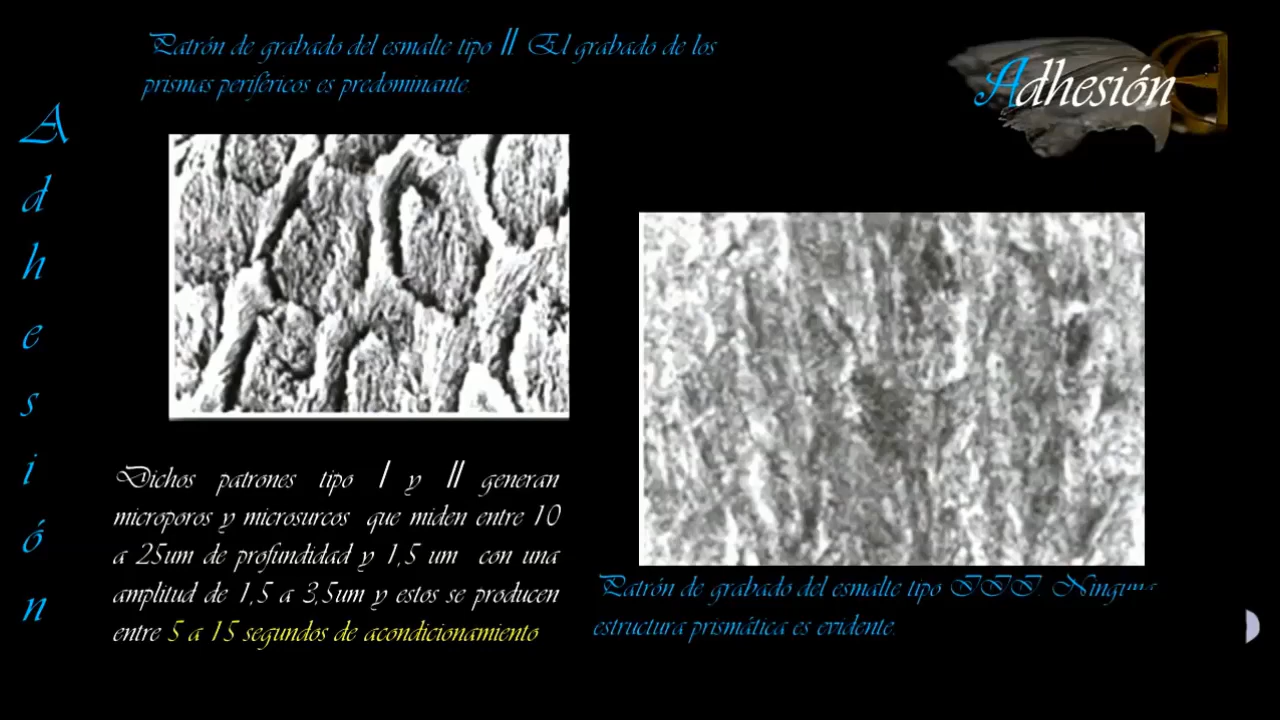 Patrón de grabado del esmalte tipo II El grabado de los
prismas periféricos es predominante.
Adhesión
Adhesión
Dichos patrones tipo I y II generan
microporos y microsurcos que miden entre 10
a 25um de profundidad y 1,5 um con una
amplitud de 1,5 a 3,5um y estos se producen
entre 5 a 15 segundos de acondicionamiento
Patrón de grabado del esmalte tipo III. Ninguna
estructura prismática es evidente.